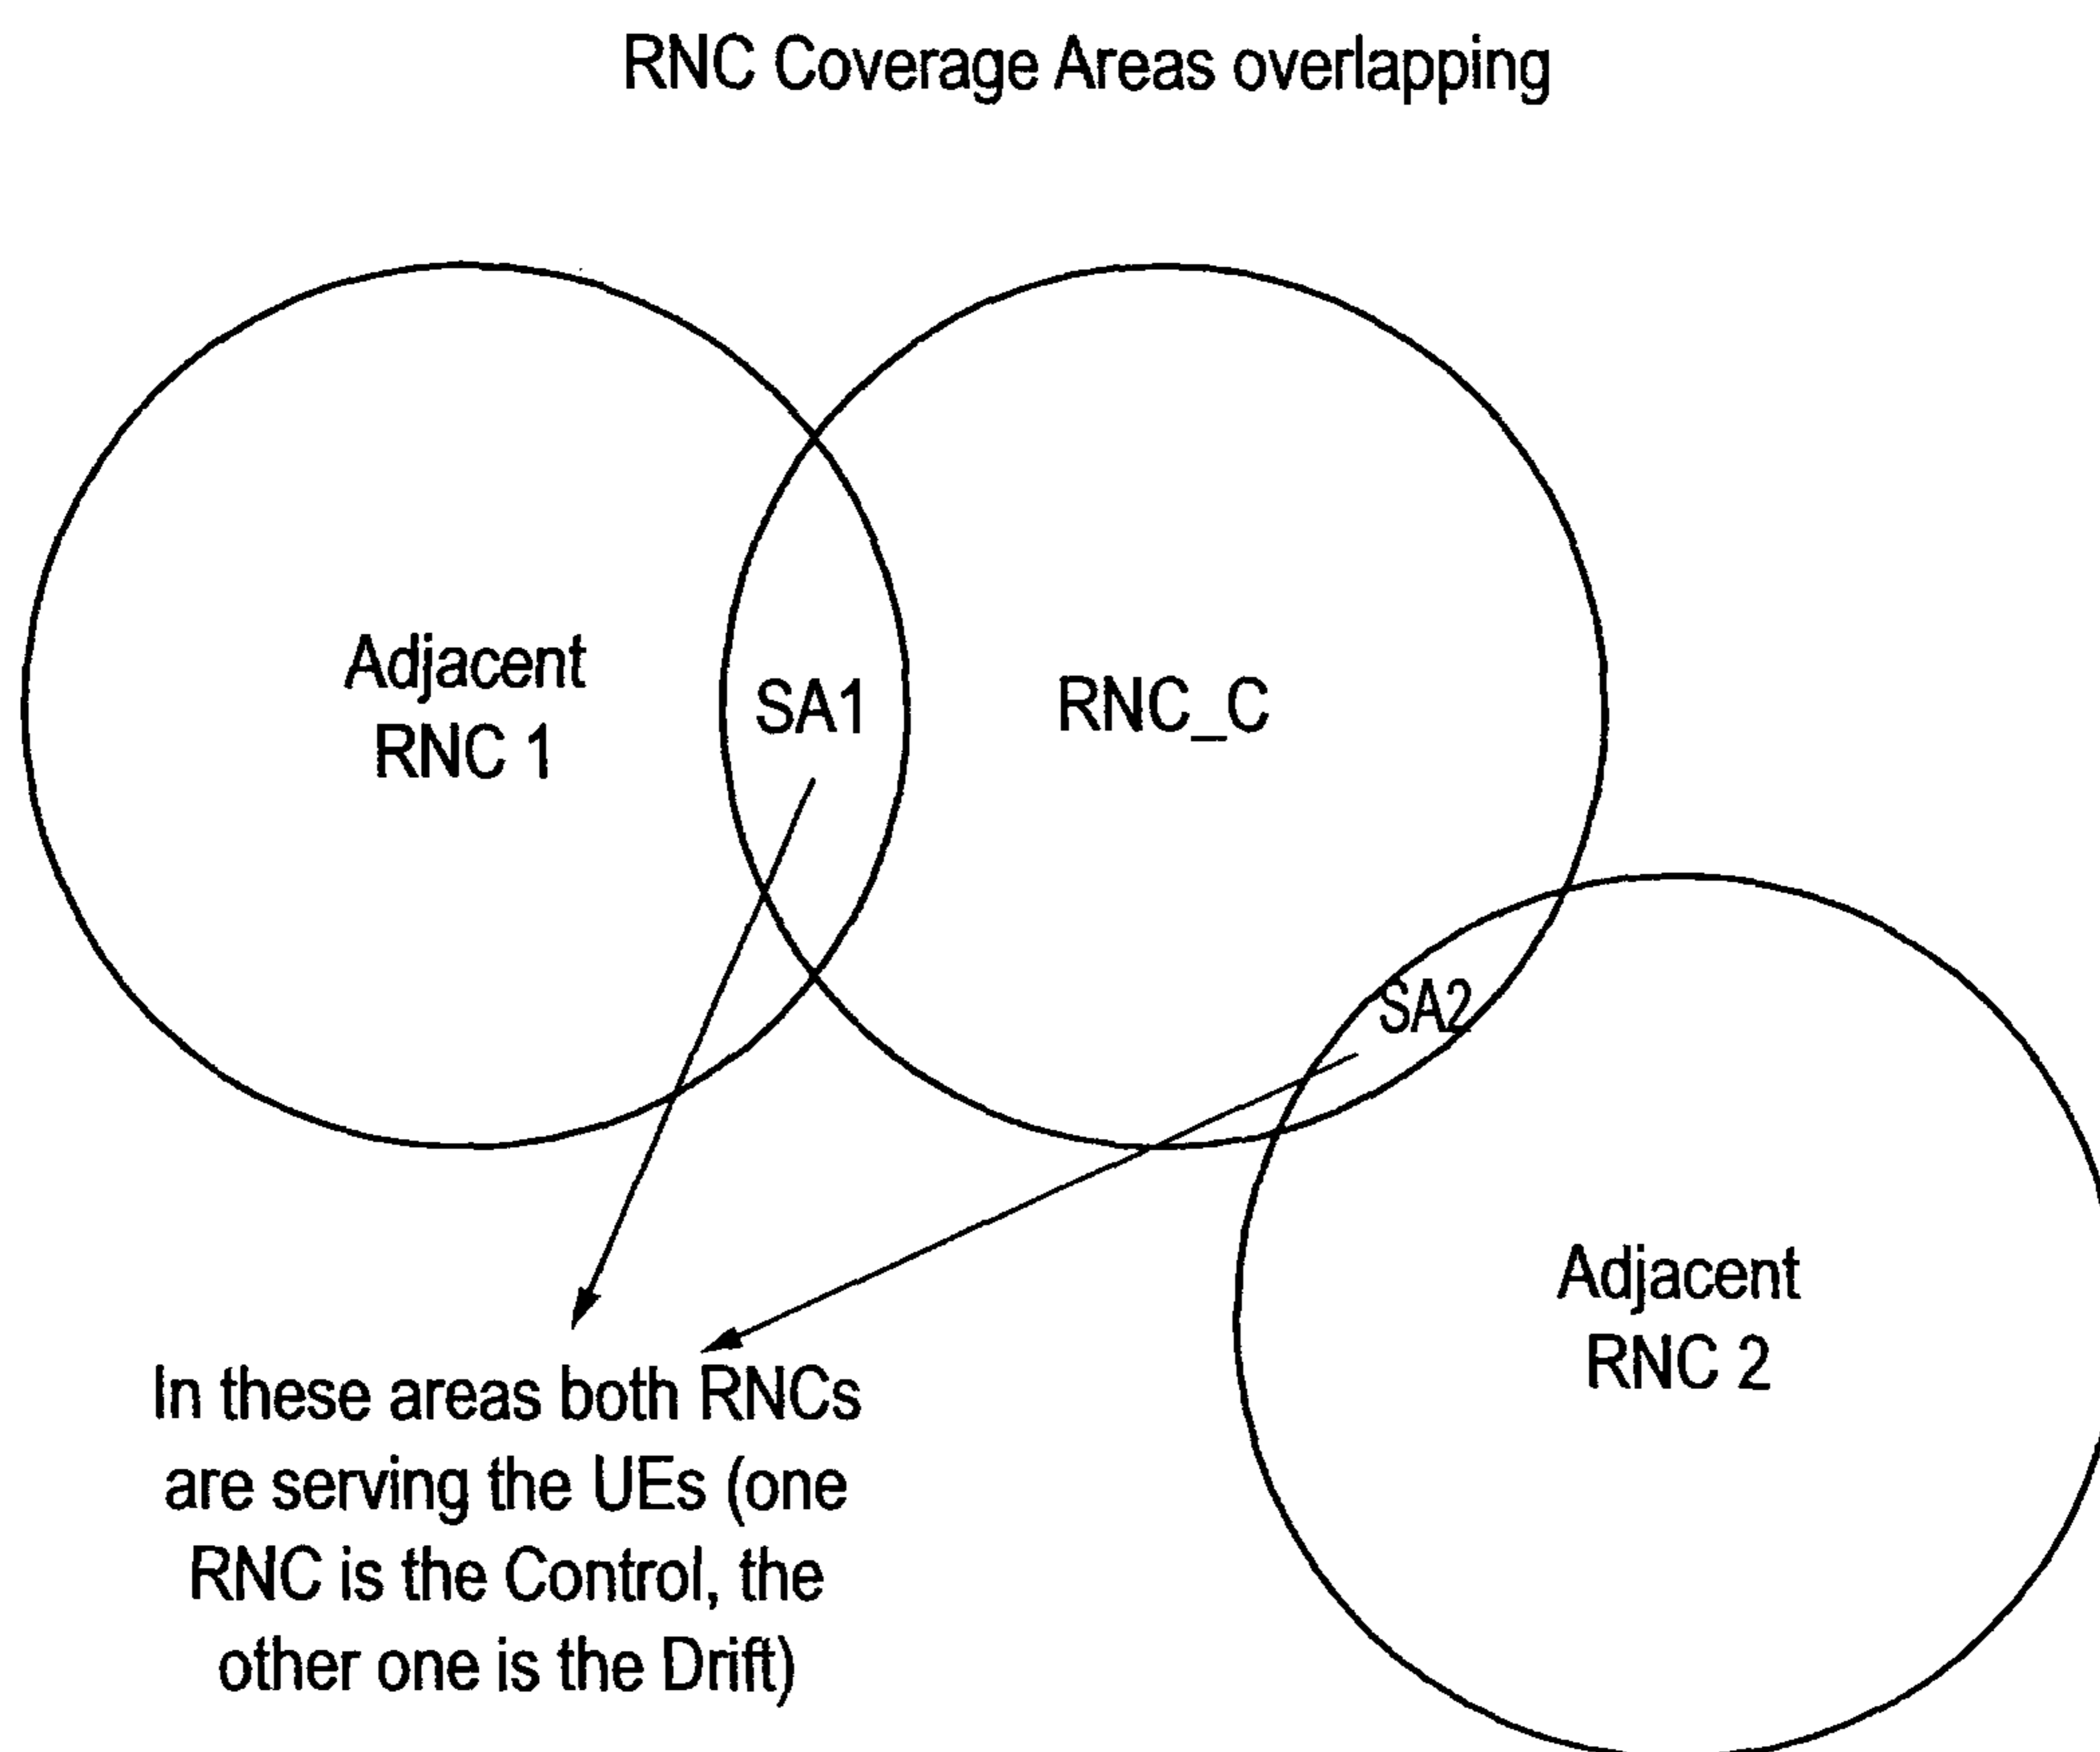 RNC Coverage Areas overlapping
Adjacent
RNC 1
SA1
RNC_C
SA2
Adjacent
RNC 2
In these areas both RNCs
are serving the UEs (one
RNC is the Control, the
other one is the Drift)